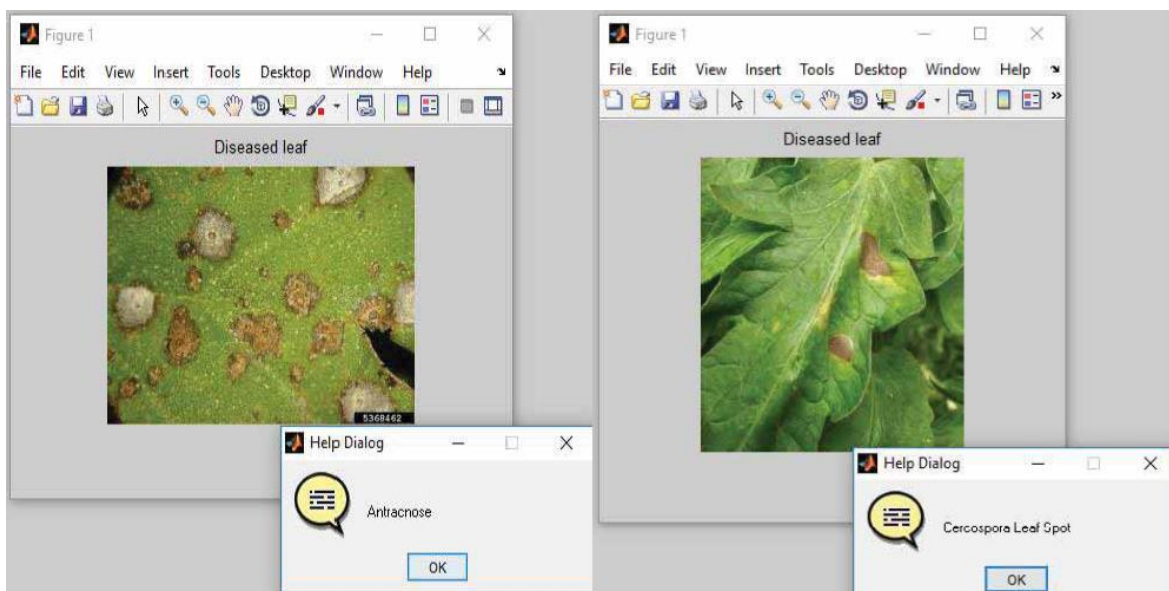 Figure 1
File Edit View Insert Tools Desktop Window Help
Diseased leaf
5368462
Help Dialog
Antracnose
OK
Figure 1
File Edit View Insert Tools Desktop Window Help
Diseased leaf
Help Dialog
Cercospora Leaf Spot
OK